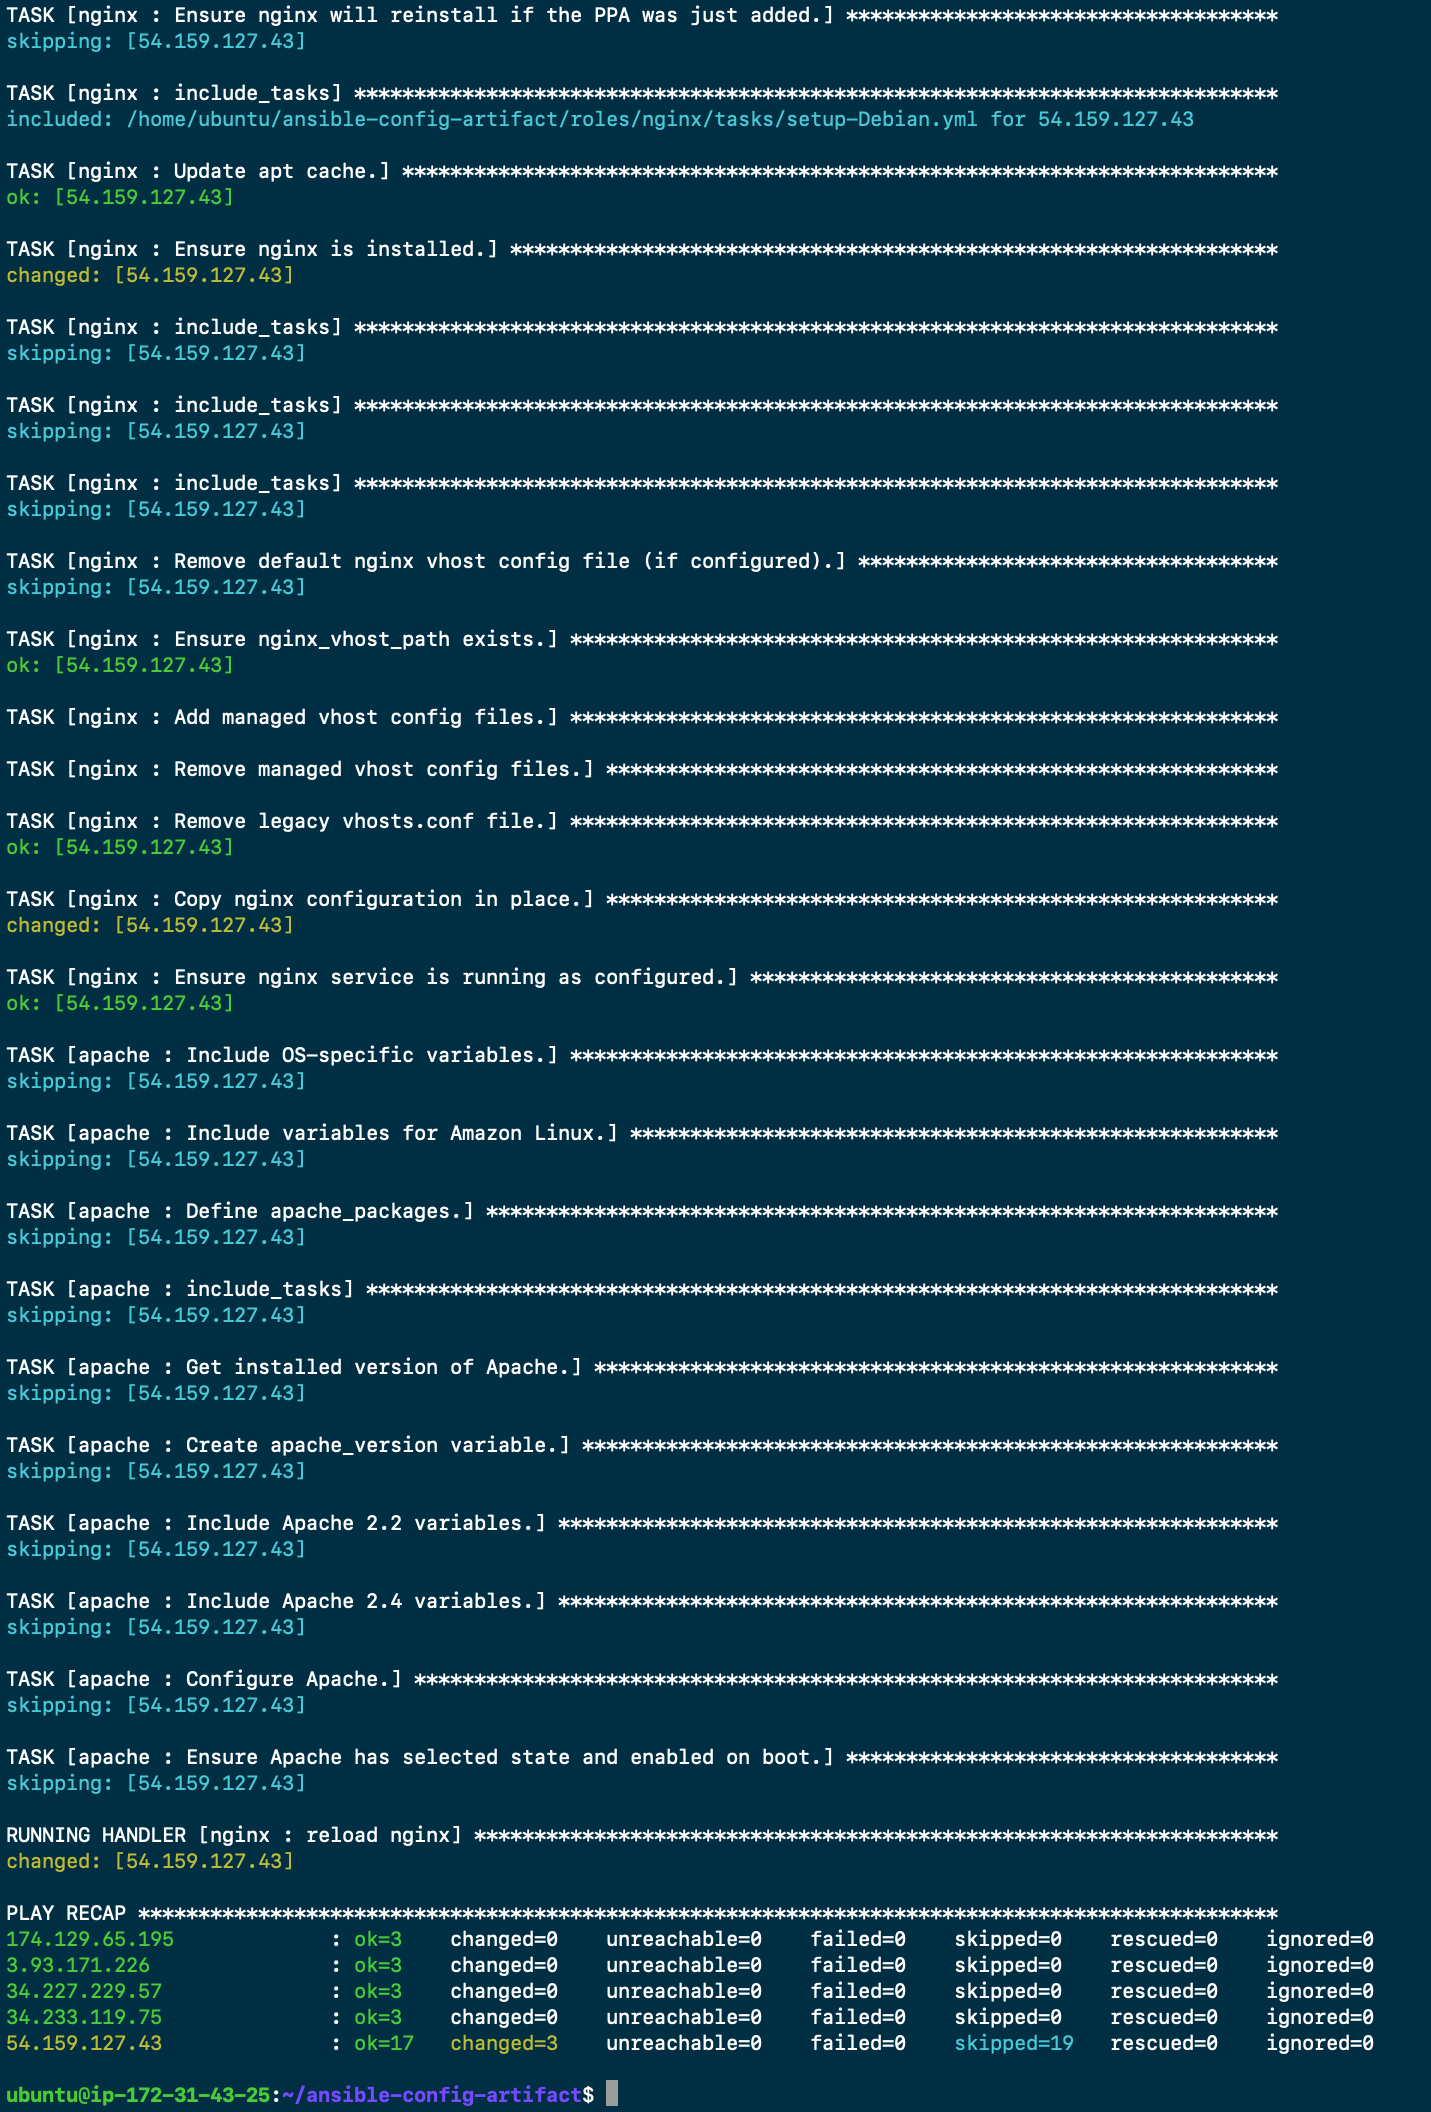 TASK [nginx : Ensure nginx will reinstall if the PPA was just added.] ************************************
skipping: [54.159.127.43]
TASK [nginx : include_tasks] *****************************************************************************
included: /home/ubuntu/ansible-config-artifact/roles/nginx/tasks/setup-Debian.yml for 54.159.127.43
TASK [nginx : Update apt cache.] *************************************************************************
ok: [54.159.127.43]
TASK [nginx : Ensure nginx is installed.] ****************************************************************
changed: [54.159.127.43]
TASK [nginx : include_tasks] *****************************************************************************
skipping: [54.159.127.43]
TASK [nginx : include_tasks] *****************************************************************************
skipping: [54.159.127.43]
TASK [nginx : include_tasks] *****************************************************************************
skipping: [54.159.127.43]
TASK [nginx : Remove default nginx vhost config file (if configured).] ***********************************
skipping: [54.159.127.43]
TASK [nginx : Ensure nginx_vhost_path exists.] ***********************************************************
ok: [54.159.127.43]
TASK [nginx : Add managed vhost config files.] ***********************************************************
TASK [nginx : Remove managed vhost config files.] ********************************************************
TASK [nginx : Remove legacy vhosts.conf file.] ***********************************************************
ok: [54.159.127.43]
TASK [nginx : Copy nginx configuration in place.] ********************************************************
changed: [54.159.127.43]
TASK [nginx : Ensure nginx service is running as configured.] ********************************************
ok: [54.159.127.43]
TASK [apache : Include OS-specific variables.] ***********************************************************
skipping: [54.159.127.43]
TASK [apache : Include variables for Amazon Linux.] ******************************************************
skipping: [54.159.127.43]
TASK [apache : Define apache_packages.] ******************************************************************
skipping: [54.159.127.43]
TASK [apache : include_tasks] ****************************************************************************
skipping: [54.159.127.43]
TASK [apache : Get installed version of Apache.] *********************************************************
skipping: [54.159.127.43]
TASK [apache : Create apache_version variable.] **********************************************************
skipping: [54.159.127.43]
TASK [apache : Include Apache 2.2 variables.] ************************************************************
skipping: [54.159.127.43]
TASK [apache : Include Apache 2.4 variables.] ************************************************************
skipping: [54.159.127.43]
TASK [apache : Configure Apache.] ************************************************************************
skipping: [54.159.127.43]
TASK [apache : Ensure Apache has selected state and enabled on boot.] ************************************
skipping: [54.159.127.43]
RUNNING HANDLER [nginx : reload nginx] *******************************************************************
changed: [54.159.127.43]
PLAY RECAP ***********************************************************************************************
174.129.65.195             : ok=3    changed=0    unreachable=0    failed=0    skipped=0    rescued=0    ignored=0
3.93.171.226               : ok=3    changed=0    unreachable=0    failed=0    skipped=0    rescued=0    ignored=0
34.227.229.57              : ok=3    changed=0    unreachable=0    failed=0    skipped=0    rescued=0    ignored=0
34.233.119.75              : ok=3    changed=0    unreachable=0    failed=0    skipped=0    rescued=0    ignored=0
54.159.127.43              : ok=17   changed=3    unreachable=0    failed=0    skipped=19   rescued=0    ignored=0
ubuntu@ip-172-31-43-25:~/ansible-config-artifact$